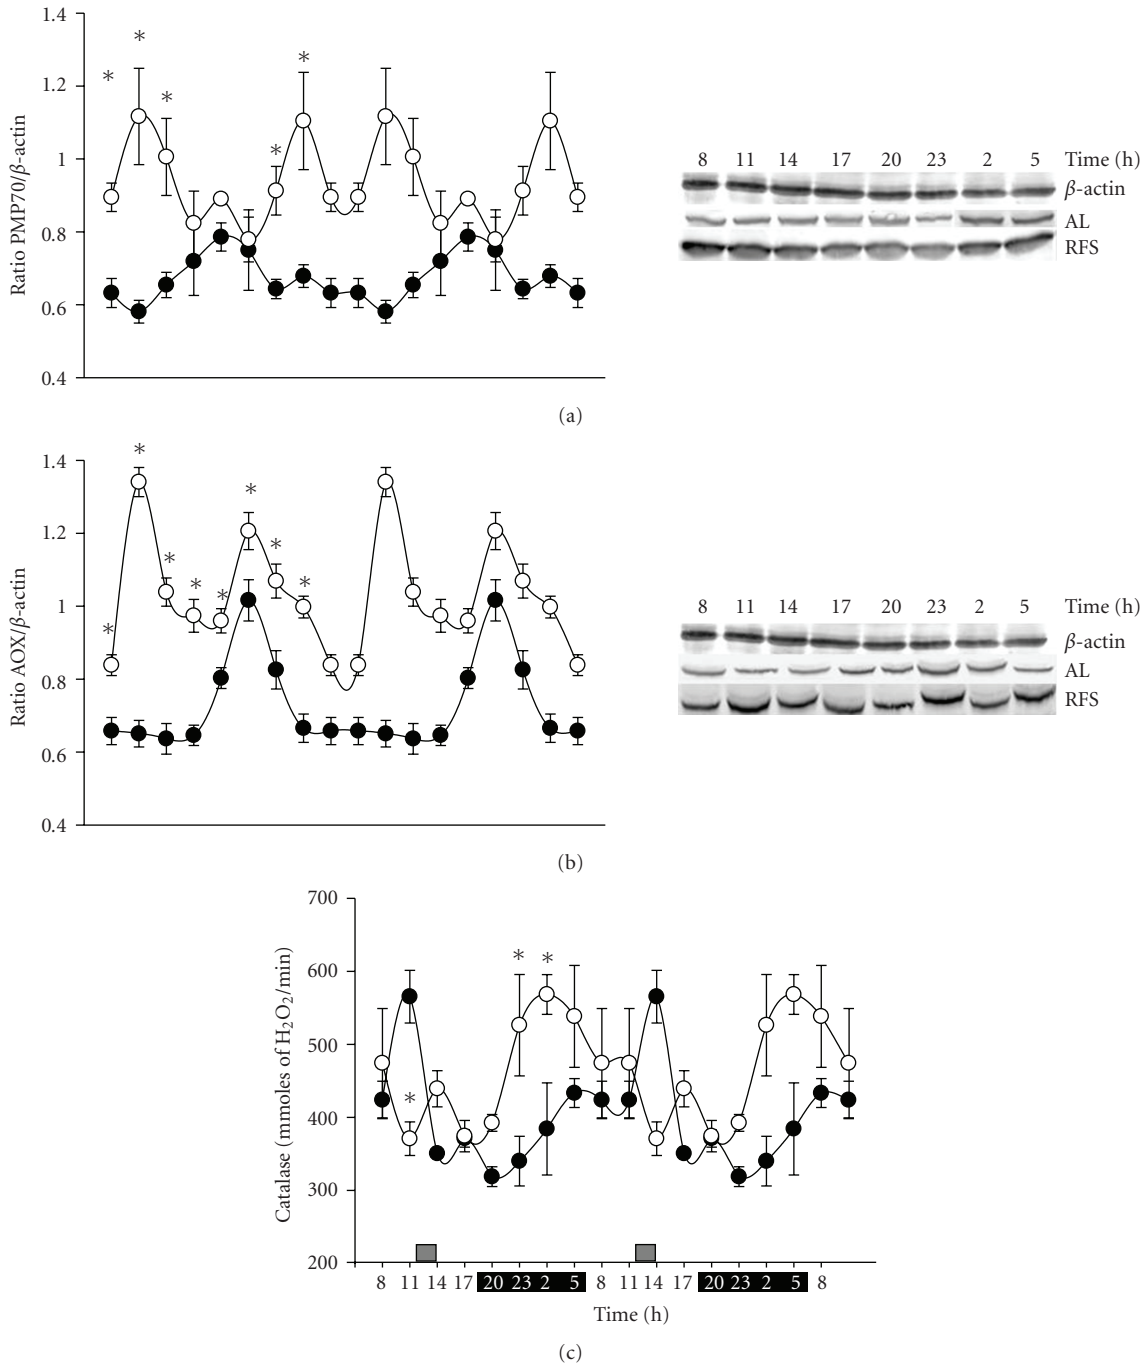 1.4
1.2
1
0.8
0.6
0.4
Ratio PMP70/β-actin
* * * * *
8 11 14 17 20 23 2 5 Time (h)
β-actin
AL
RFS
(a)
1.4
1.2
1
0.8
0.6
0.4
Ratio AOX/β-actin
* * * * * * * *
8 11 14 17 20 23 2 5 Time (h)
β-actin
AL
RFS
(b)
700
600
500
400
300
200
Catalase (mmoles of H₂O₂/min)
* * *
8 11 14 17 20 23 2 5 8 11 14 17 20 23 2 5 8
Time (h)
(c)